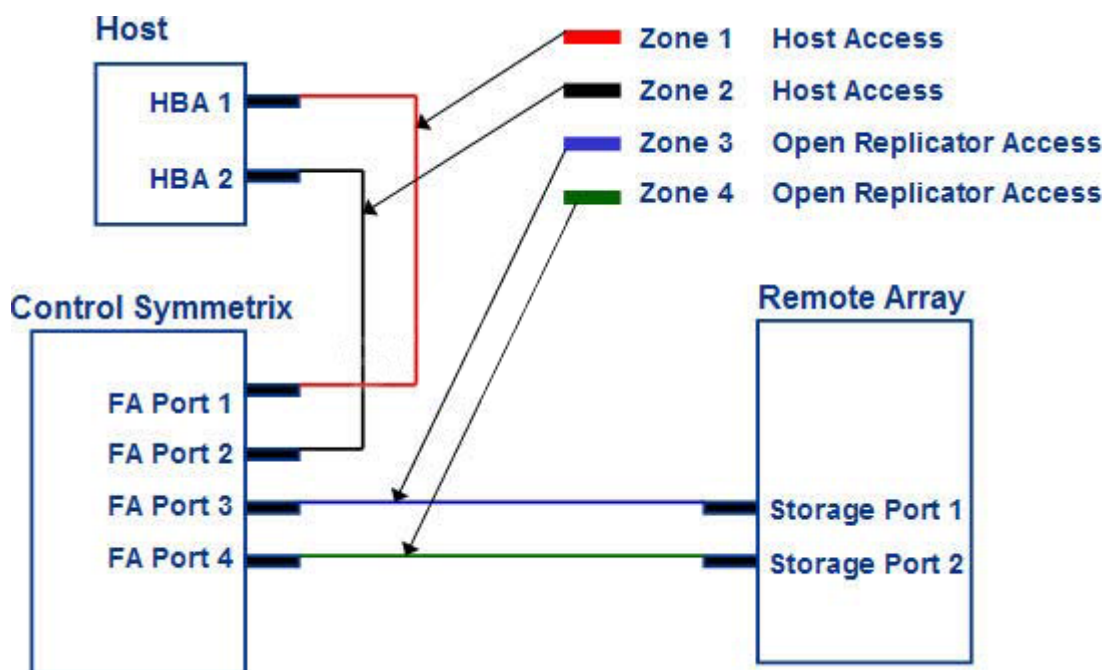 Host
HBA 1
HBA 2
Zone 1 Host Access
Zone 2 Host Access
Zone 3 Open Replicator Access
Zone 4 Open Replicator Access
Control Symmetrix
FA Port 1
FA Port 2
FA Port 3
FA Port 4
Remote Array
Storage Port 1
Storage Port 2